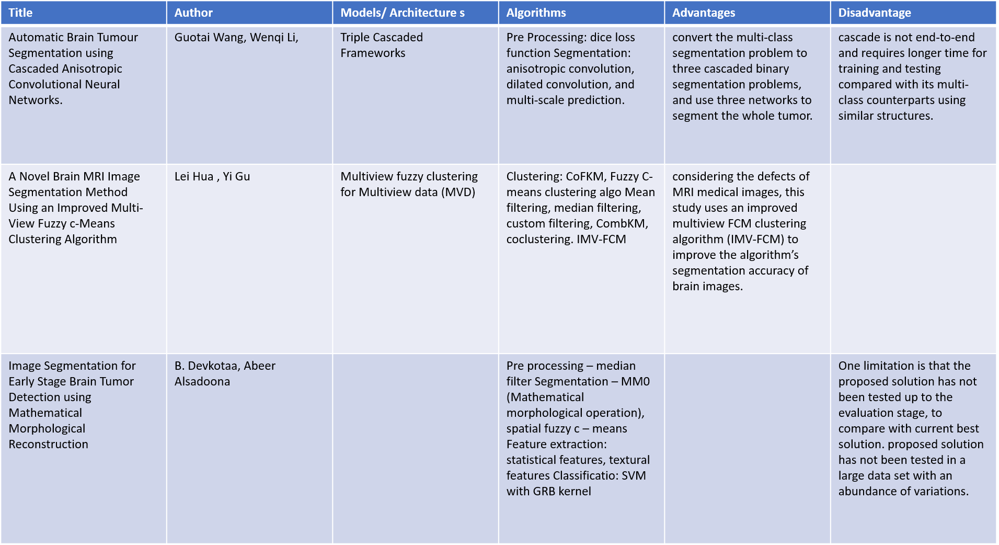 Title
Author
Models/ Architecture s
Algorithms
Advantages
Disadvantage
Automatic Brain Tumour
Segmentation using
Cascaded Anisotropic
Convolutional Neural
Networks.
Guotai Wang, Wenqi Li,
Triple Cascaded
Frameworks
Pre Processing: dice loss
function Segmentation:
anisotropic convolution,
dilated convolution, and
multi-scale prediction.
convert the multi-class
segmentation problem to
three cascaded binary
segmentation problems,
and use three networks to
segment the whole tumor.
cascade is not end-to-end
and requires longer time for
training and testing
compared with its multi-
class counterparts using
similar structures.
A Novel Brain MRI Image
Segmentation Method
Using an Improved Multi-
View Fuzzy c-Means
Clustering Algorithm
Lei Hua , Yi Gu
Multiview fuzzy clustering
for Multiview data (MVD)
Clustering: CoFKM, Fuzzy C-
means clustering algo Mean
filtering, median filtering,
custom filtering, CombKM,
coclustering. IMV-FCM
considering the defects of
MRI medical images, this
study uses an improved
multiview FCM clustering
algorithm (IMV-FCM) to
improve the algorithm’s
segmentation accuracy of
brain images.
Image Segmentation for
Early Stage Brain Tumor
Detection using
Mathematical
Morphological
Reconstruction
B. Devkotaa, Abeer
Alsadoona
Pre processing – median
filter Segmentation – MM0
(Mathematical
morphological operation),
spatial fuzzy c – means
Feature extraction:
statistical features, textural
features Classificatio: SVM
with GRB kernel
One limitation is that the
proposed solution has not
been tested up to the
evaluation stage, to
compare with current best
solution. proposed solution
has not been tested in a
large data set with an
abundance of variations.